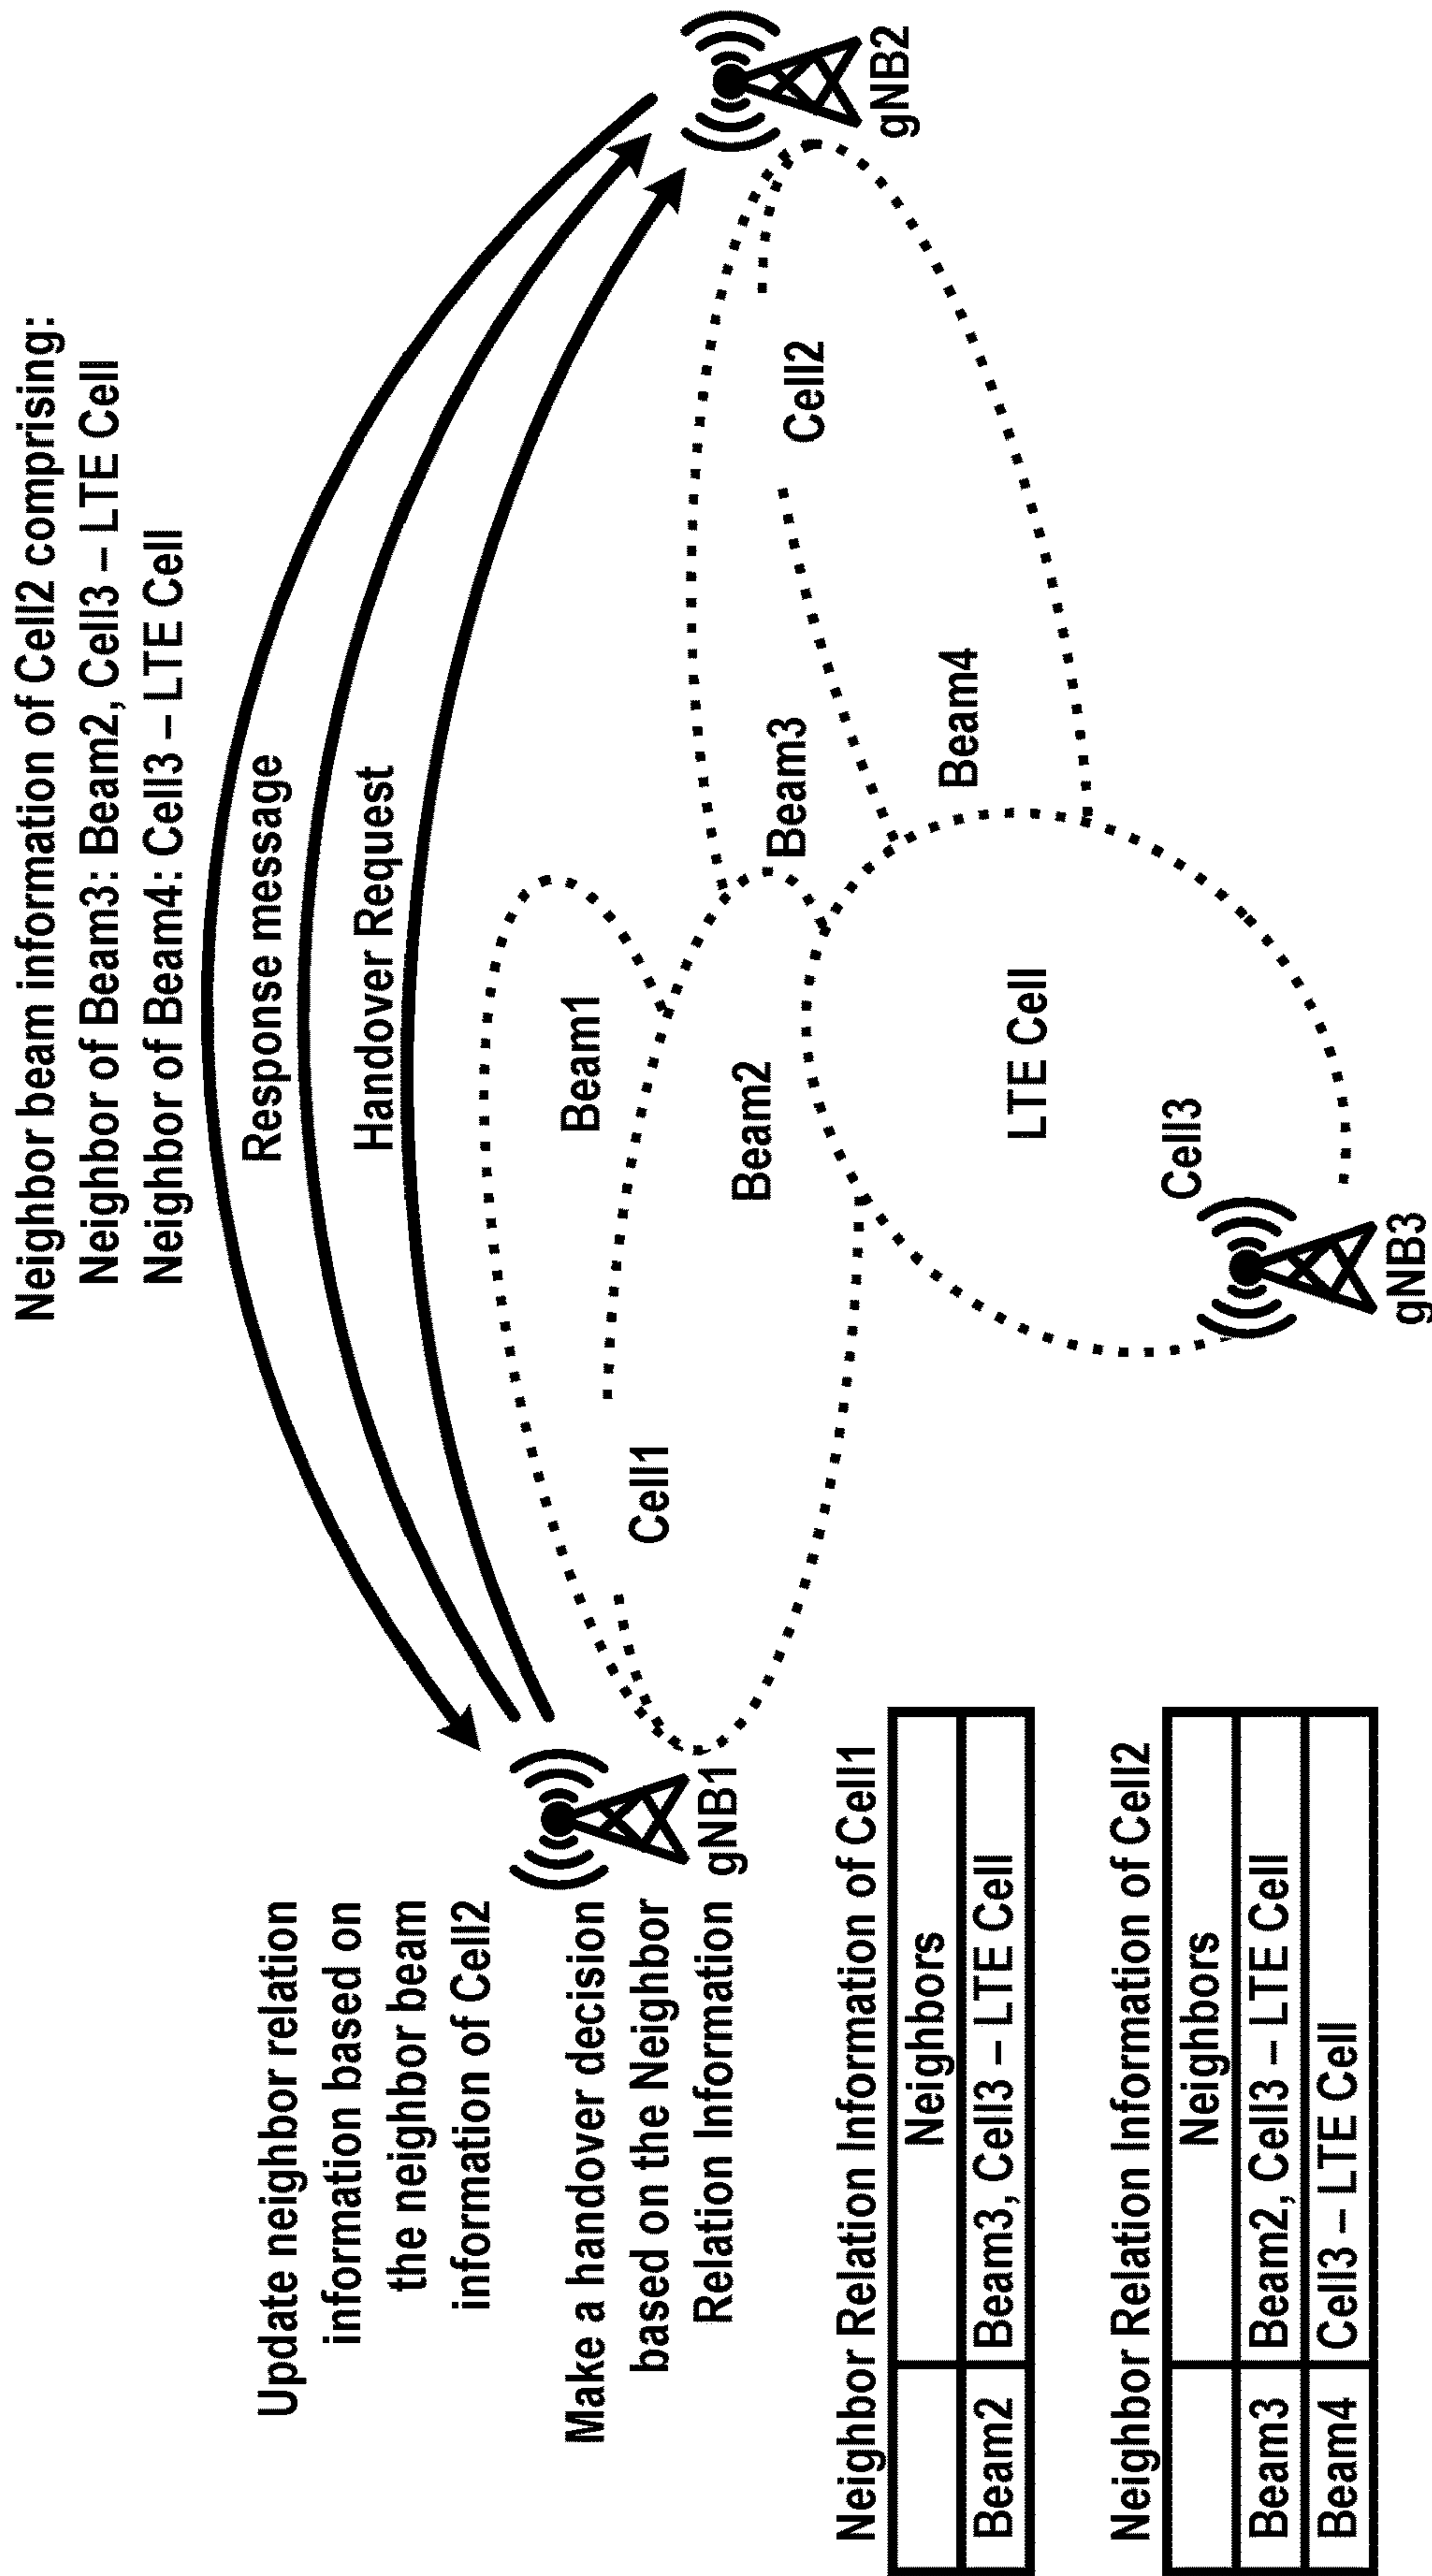 Neighbor beam information of Cell2 comprising:
Neighbor of Beam3: Beam2, Cell3 – LTE Cell
Neighbor of Beam4: Cell3 – LTE Cell
Response message
Handover Request
Update neighbor relation
information based on
the neighbor beam
information of Cell2
Make a handover decision
based on the Neighbor
Relation Information
gNB1
gNB2
Cell1
Beam1
Beam2
Beam3
Cell2
Beam4
LTE Cell
Cell3
gNB3
Neighbor Relation Information of Cell1
Neighbors
Beam2 Beam3, Cell3 – LTE Cell
Neighbor Relation Information of Cell2
Neighbors
Beam3 Beam2, Cell3 – LTE Cell
Beam4 Cell3 – LTE Cell